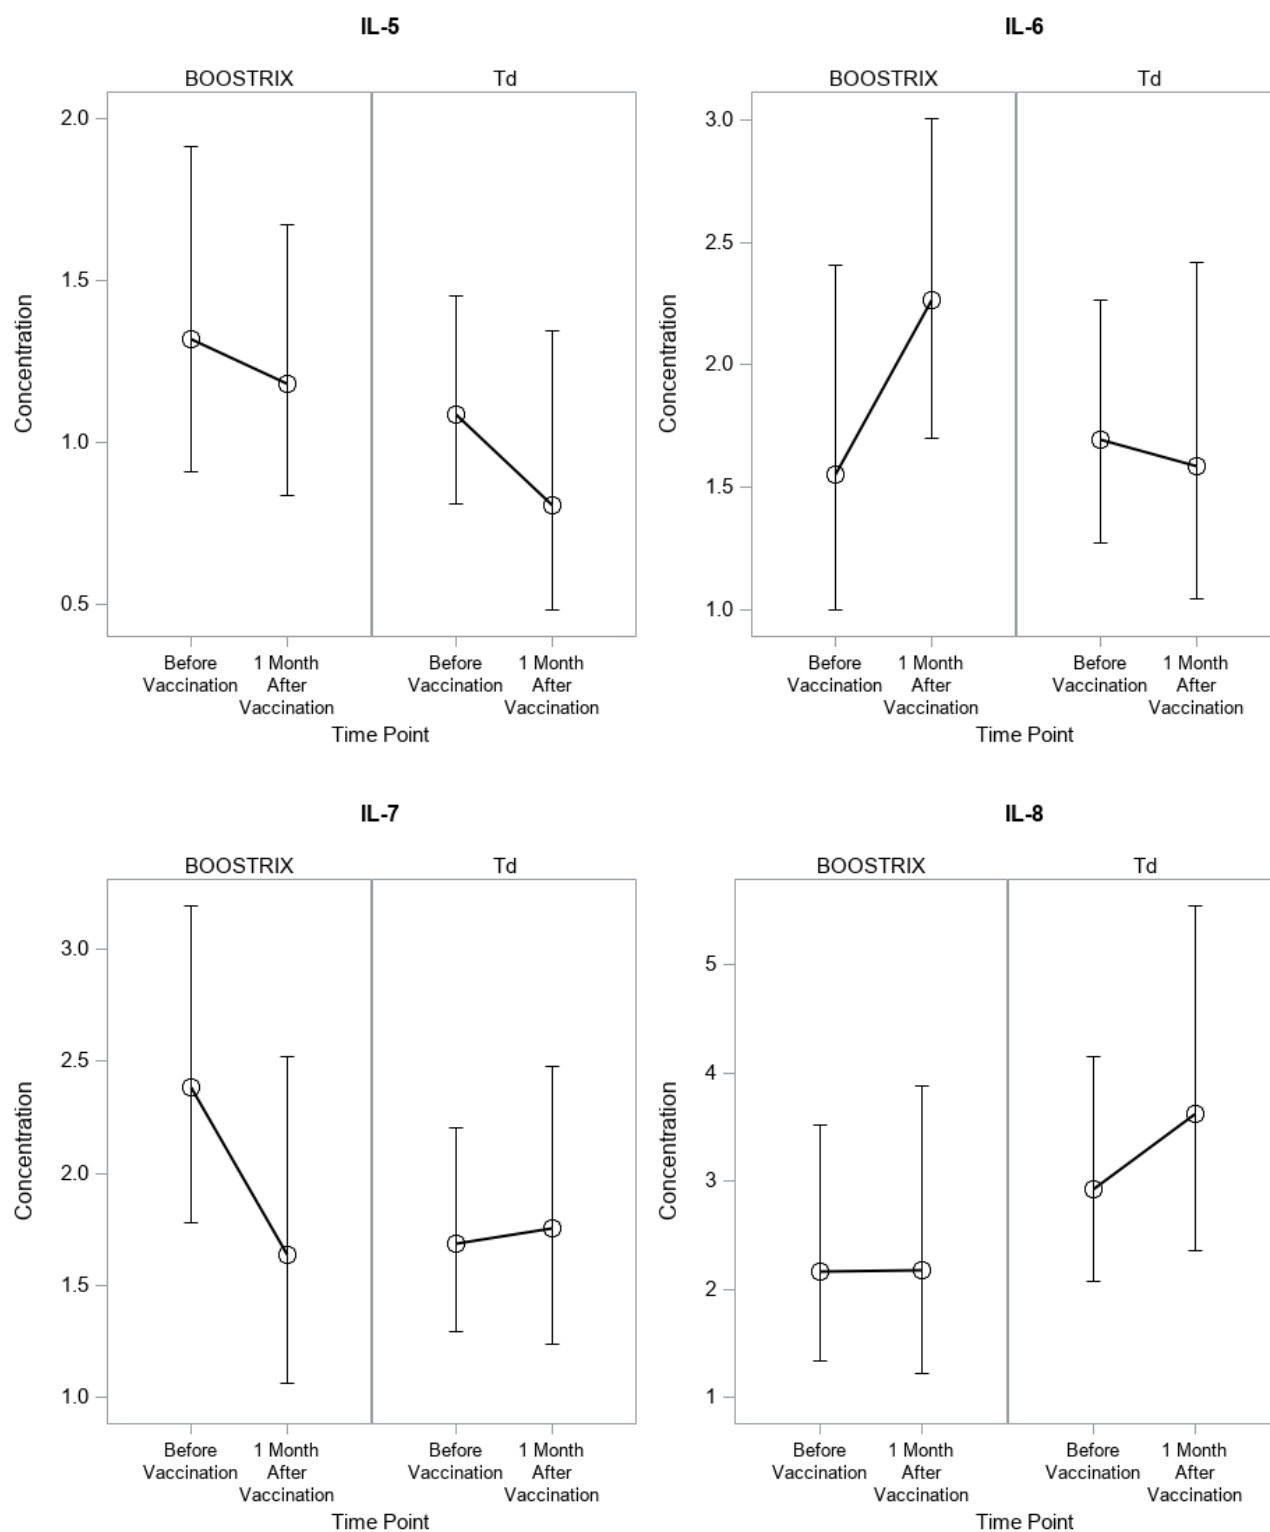 IL-5
BOOSTRIX Td
2.0
1.5
1.0
0.5
Concentration
Before 1 Month Before 1 Month
Vaccination After Vaccination After
Vaccination Vaccination
Time Point
IL-6
BOOSTRIX Td
3.0
2.5
2.0
1.5
1.0
Concentration
Before 1 Month Before 1 Month
Vaccination After Vaccination After
Vaccination Vaccination
Time Point
IL-7
BOOSTRIX Td
3.0
2.5
2.0
1.5
1.0
Concentration
Before 1 Month Before 1 Month
Vaccination After Vaccination After
Vaccination Vaccination
Time Point
IL-8
BOOSTRIX Td
5
4
3
2
1
Concentration
Before 1 Month Before 1 Month
Vaccination After Vaccination After
Vaccination Vaccination
Time Point